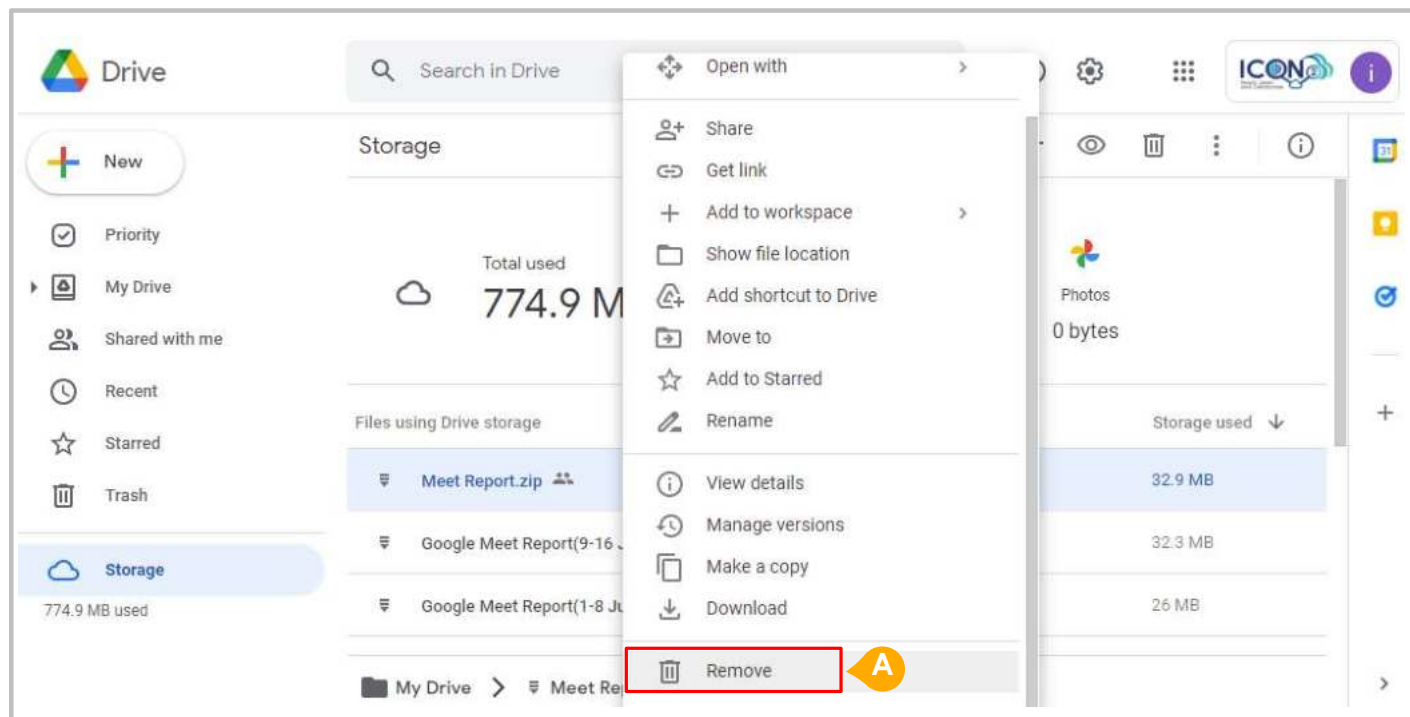 Drive
Search in Drive
ICON
i
New
Priority
My Drive
Shared with me
Recent
Starred
Trash
Storage
774.9 MB used
Storage
Total used
774.9 M
Photos
0 bytes
Files using Drive storage
Storage used
Meet Report.zip
32.9 MB
Google Meet Report(9-16
32.3 MB
Google Meet Report(1-8 Ju
26 MB
My Drive
Meet Re
Open with
Share
Get link
Add to workspace
Show file location
Add shortcut to Drive
Move to
Add to Starred
Rename
View details
Manage versions
Make a copy
Download
Remove
A
31